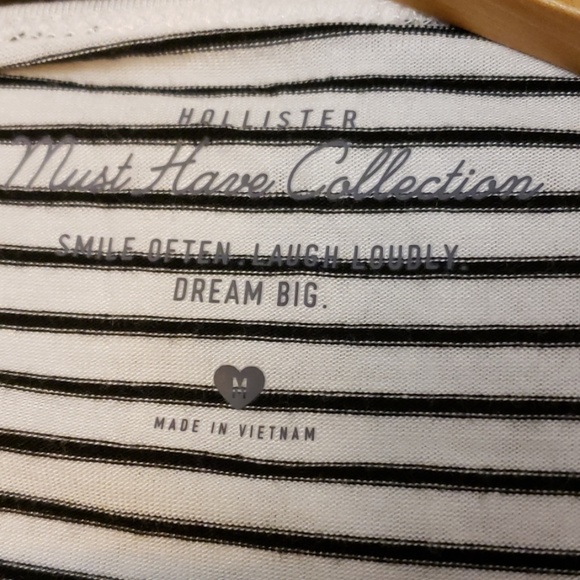 HOLLISTER
Must Have Collection
SMILE OFTEN. LAUGH LOUDLY.
DREAM BIG.
M
MADE IN VIETNAM